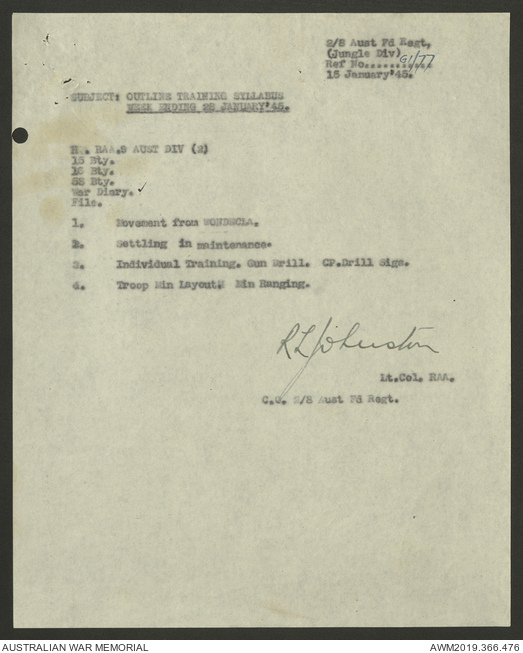 2/8 Aust Fd Regt,
(Jungle Div)
Ref No........... G1/77
16 January'45.
SUBJECT: OUTLINE TRAINING SYLLABUS
WEEK ENDING 28 JANUARY'45.
RAA.9 AUST DIV (2)
15 Bty.
16 Bty.
58 Bty.
War Diary. ✓
File.
1. Movement from WONDECLA.
2. Settling in maintenance.
3. Individual Training. Gun Drill. CP.Drill Sigs.
4. Troop Min Layout. Min Ranging.
R L Johnston
Lt.Col. RAA.
C.O. 2/8 Aust Fd Regt.
AUSTRALIAN WAR MEMORIAL
AWM2019.366.476